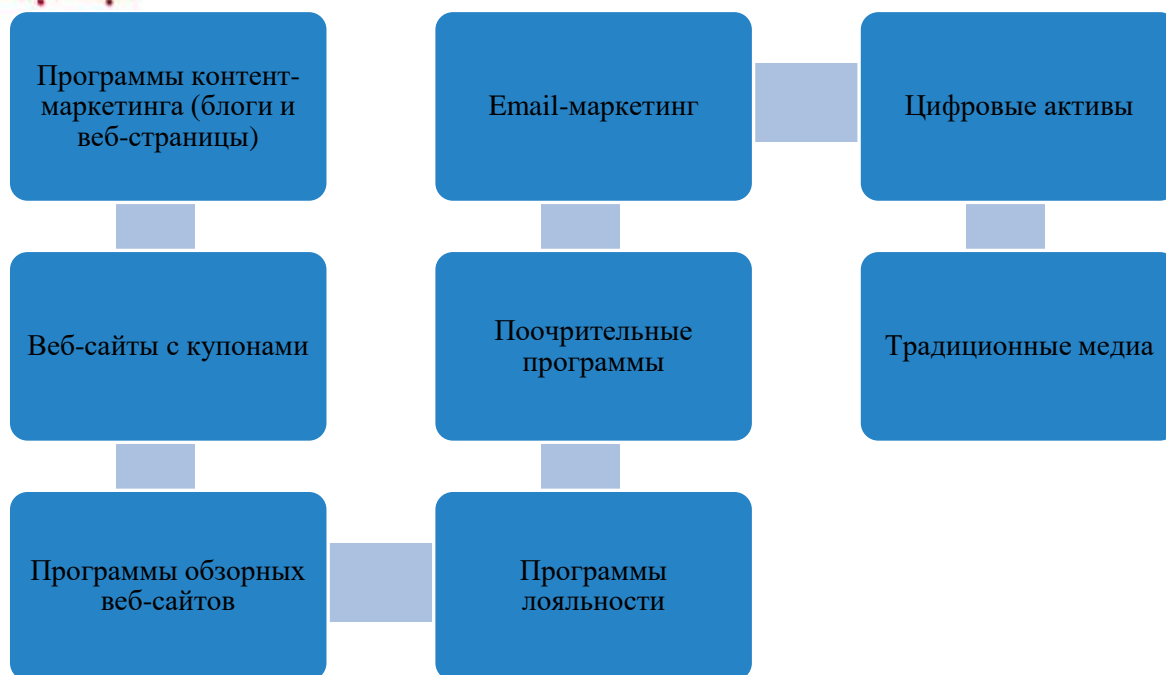 Программы контент-
маркетинга (блоги и
веб-страницы)
Веб-сайты с купонами
Программы обзорных
веб-сайтов
Программы
лояльности
Поочрительные
программы
Email-маркетинг
Цифровые активы
Традиционные медиа